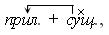 прил. + сущ.,